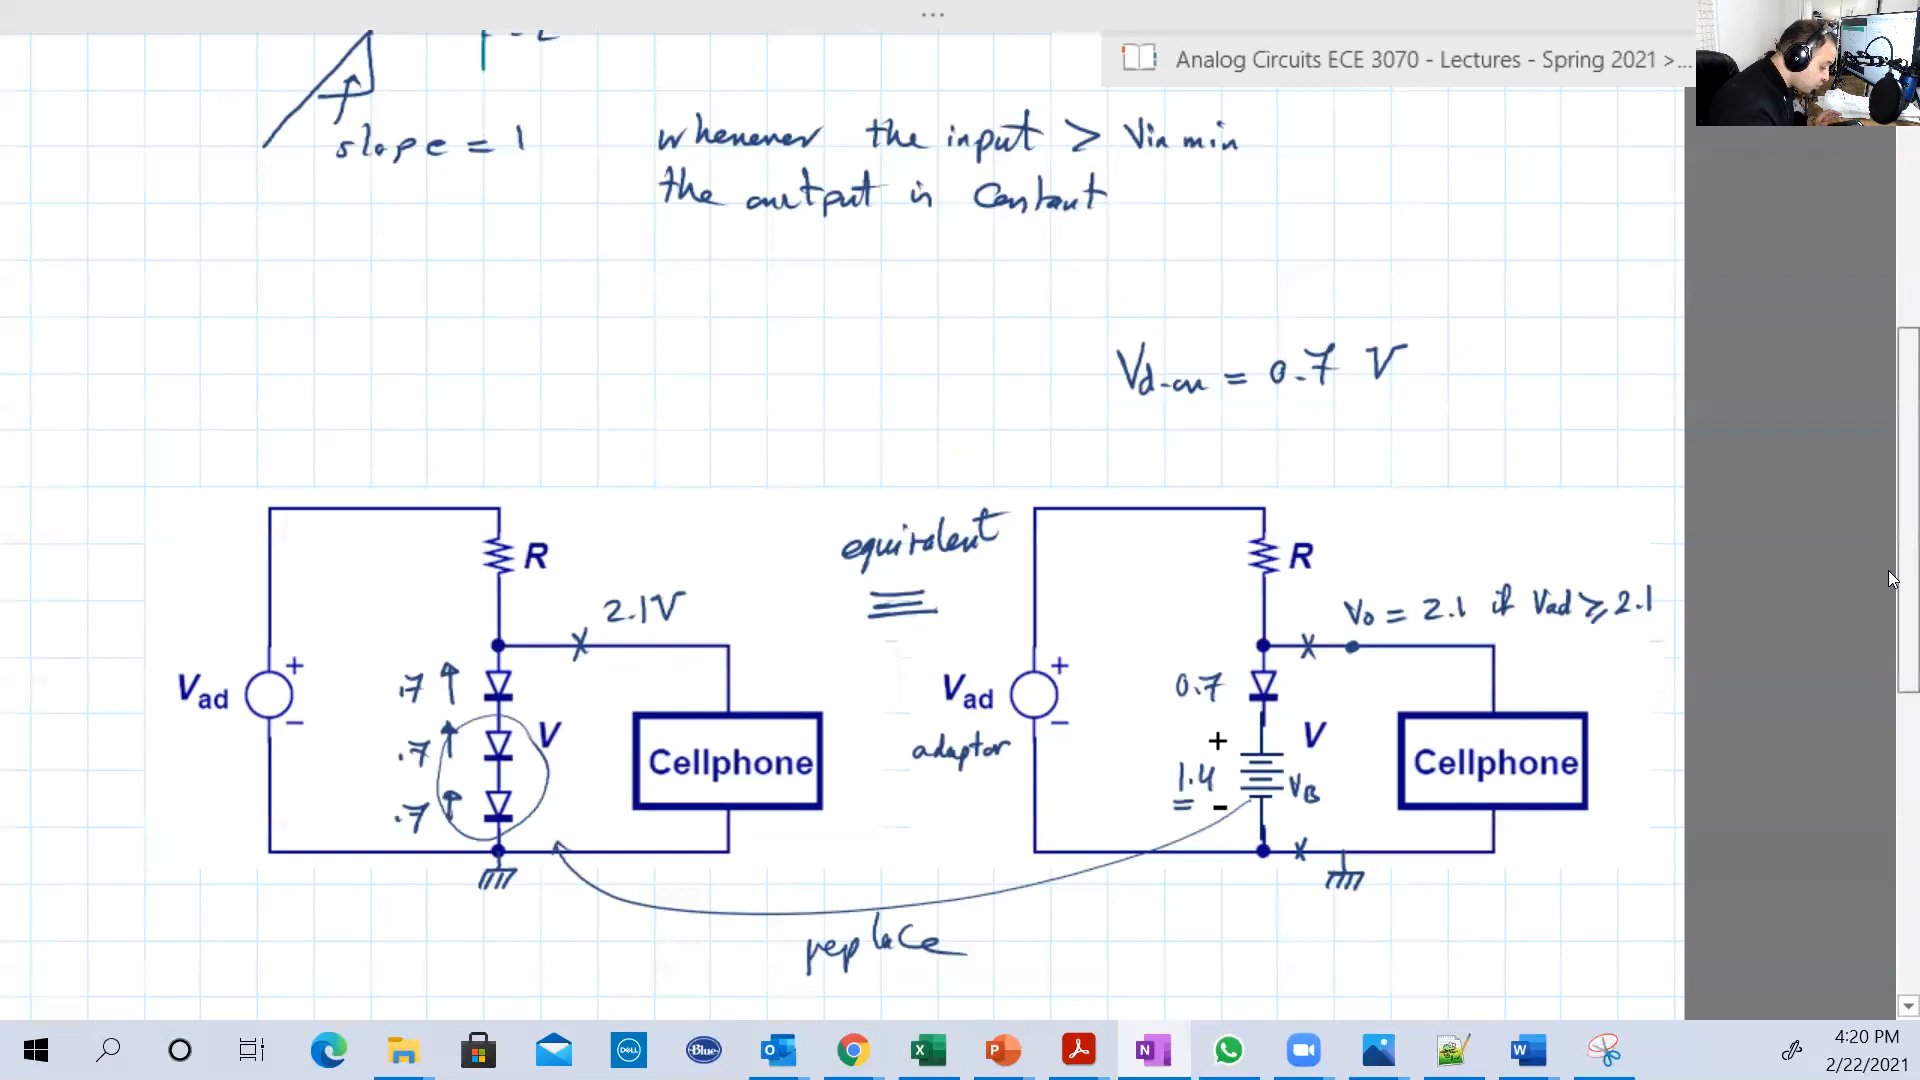 ...
Analog Circuits ECE 3070 - Lectures - Spring 2021 >...
slope = 1
whenever the input > Vin min
the output is Constant
Vd-on = 0.7 V
equivalent
R
2.1V
Vad
+
-
.7
.7
.7
V
Cellphone
R
Vo = 2.1 if Vad ≥ 2.1
Vad
+
-
adaptor
0.7
+
1.4
-
VB
V
Cellphone
replace
DELL
Blue
4:20 PM
2/22/2021